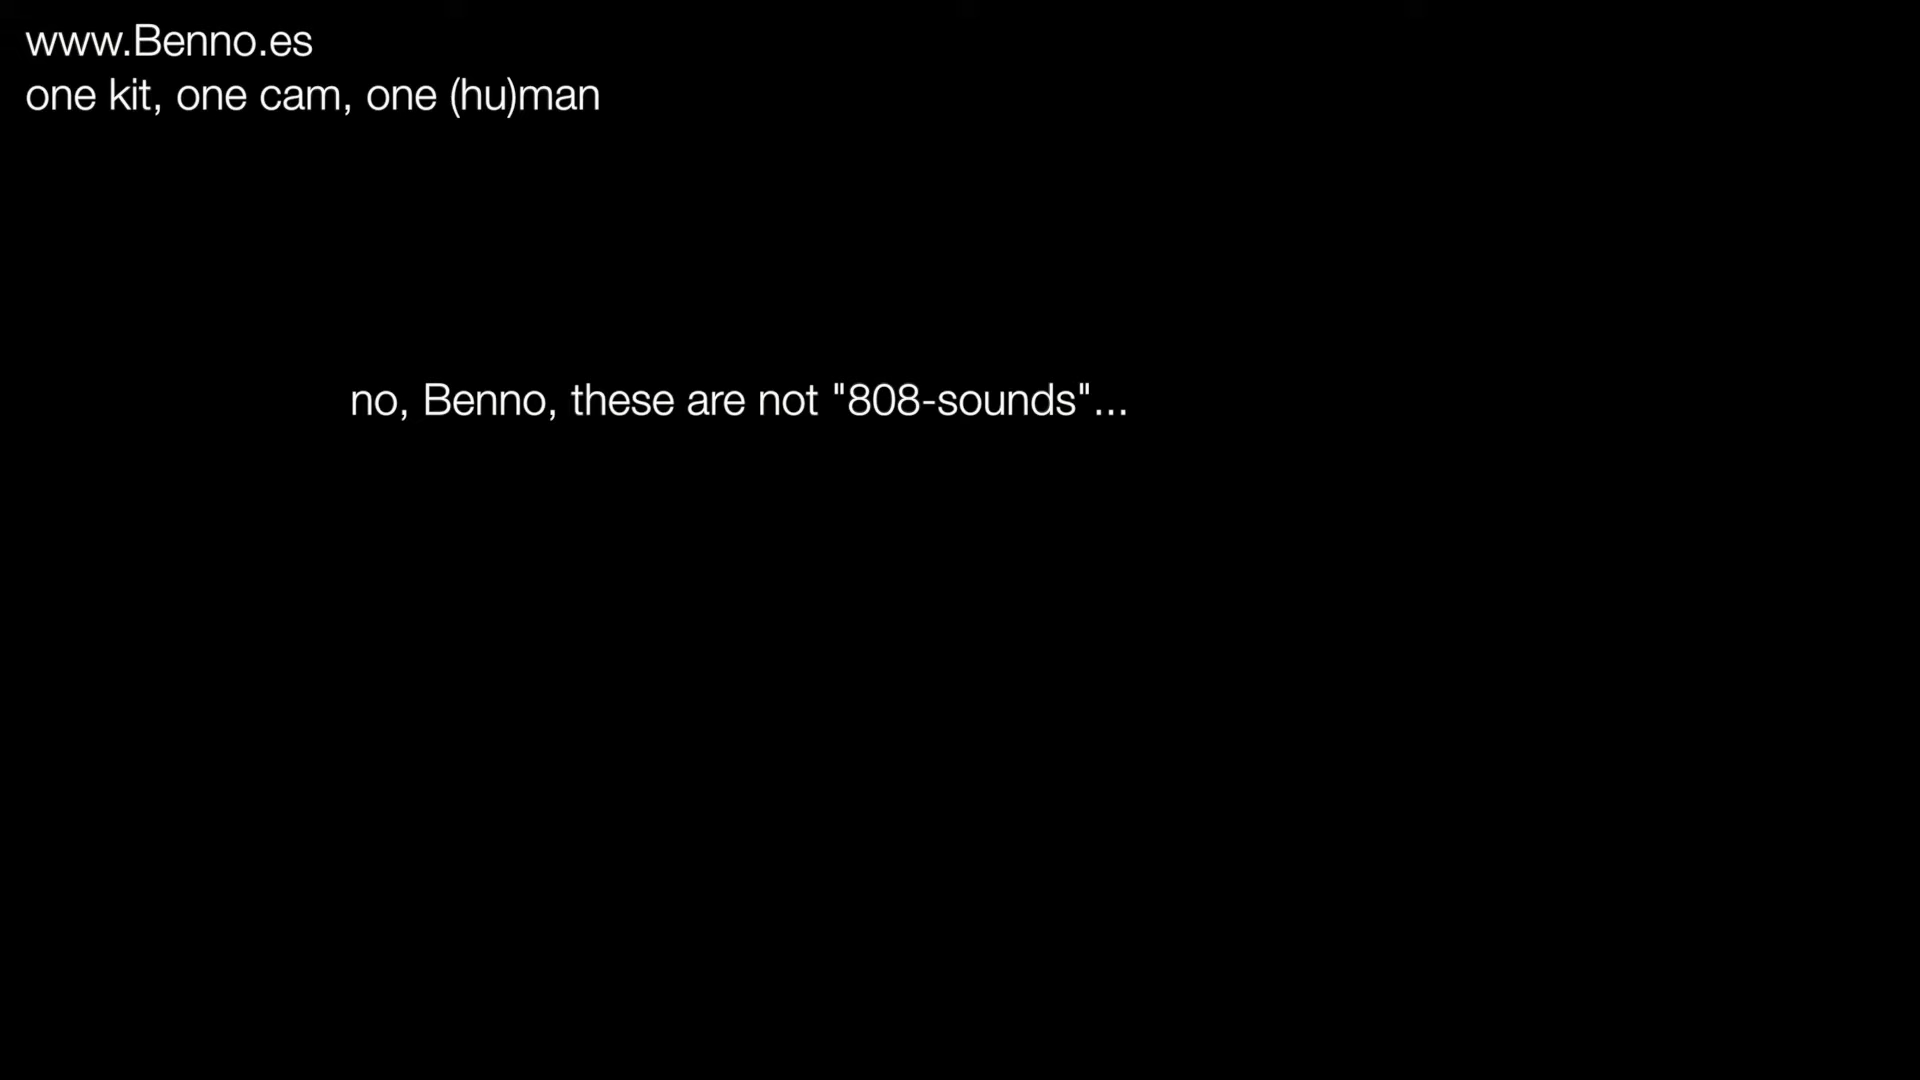 www.Benno.es
one kit, one cam, one (hu)man
no, Benno, these are not "808-sounds"...